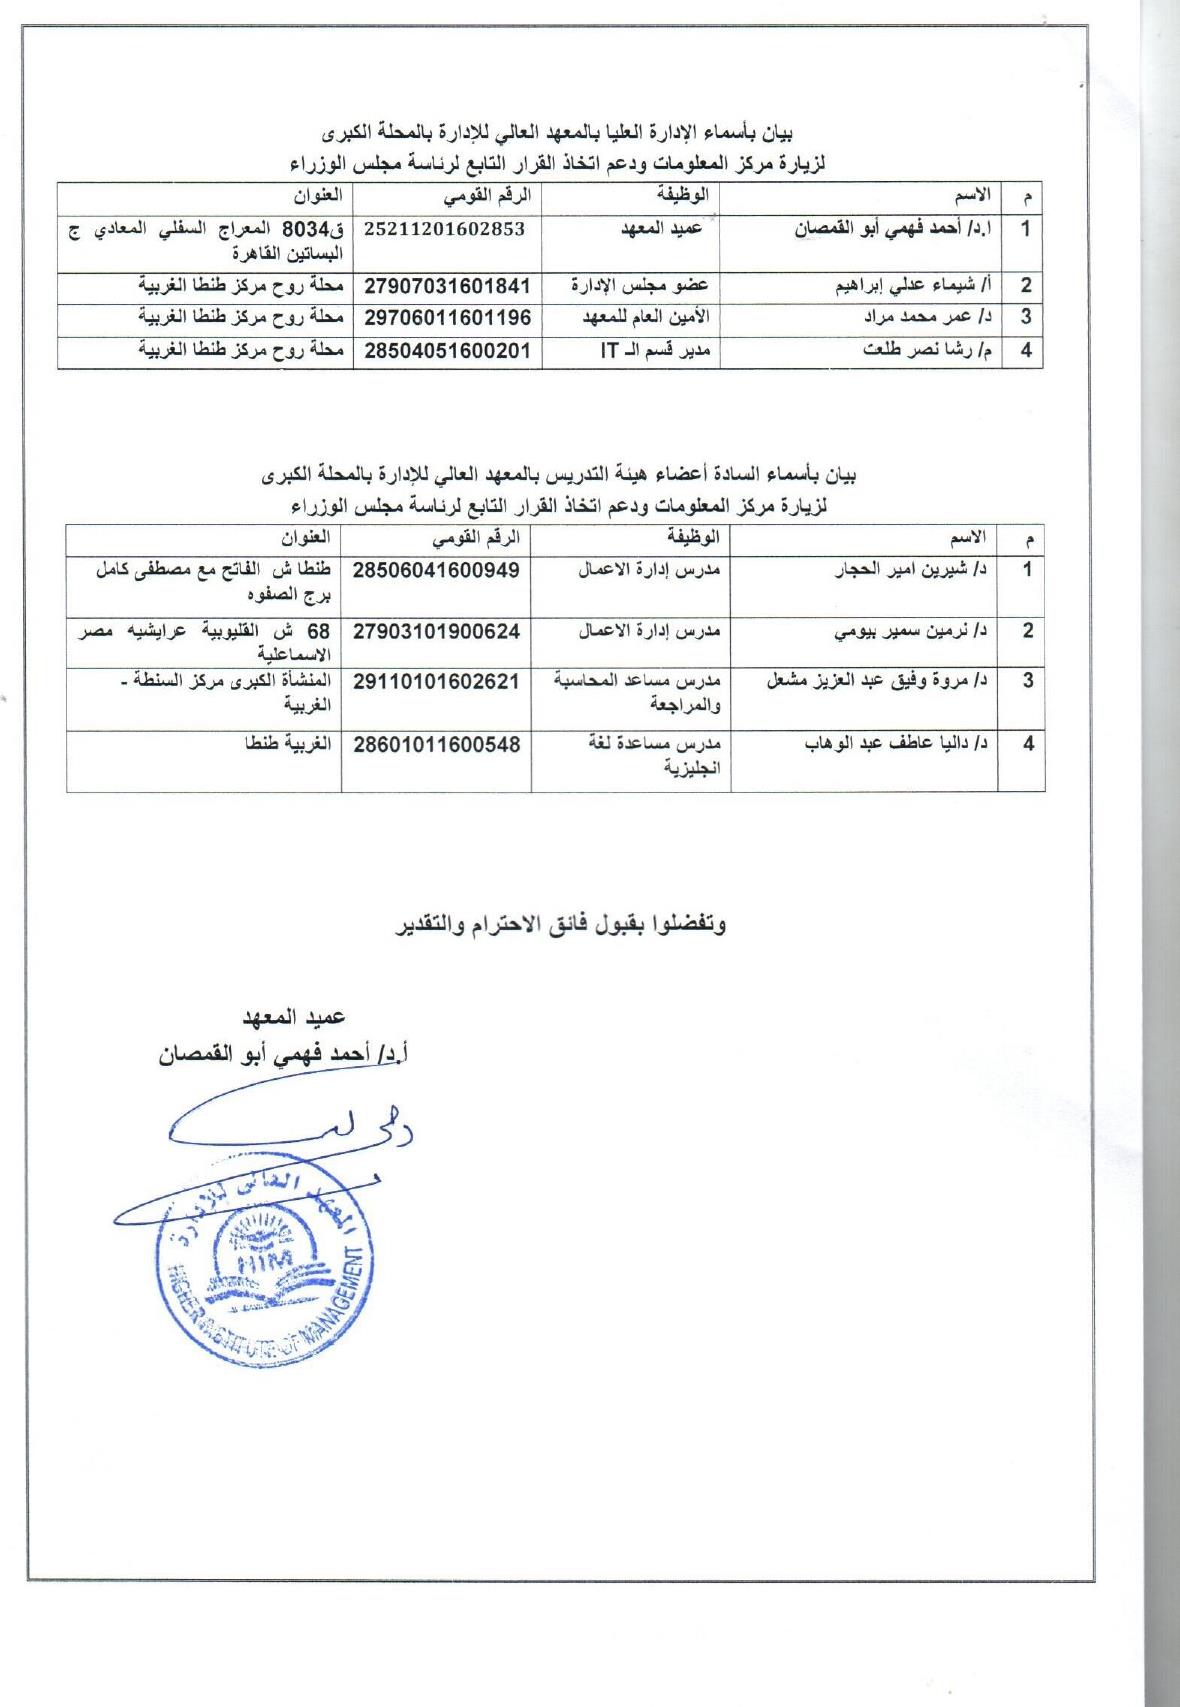 بيان بأسماء الإدارة العليا بالمعهد العالي للإدارة بالمحلة الكبرى
لزيارة مركز المعلومات ودعم اتخاذ القرار التابع لرئاسة مجلس الوزراء
م الاسم الوظيفة الرقم القومي العنوان
1 ا.د/ أحمد فهمي أبو القمصان عميد المعهد 25211201602853 ق8034 المعراج السفلي المعادي ج
البساتين القاهرة
2 أ/ شيماء عدلي إبراهيم عضو مجلس الإدارة 27907031601841 محلة روح مركز طنطا الغربية
3 د/ عمر محمد مراد الأمين العام للمعهد 29706011601196 محلة روح مركز طنطا الغربية
4 م/ رشا نصر طلعت مدير قسم الـ IT 28504051600201 محلة روح مركز طنطا الغربية
بيان بأسماء السادة أعضاء هيئة التدريس بالمعهد العالي للإدارة بالمحلة الكبرى
لزيارة مركز المعلومات ودعم اتخاذ القرار التابع لرئاسة مجلس الوزراء
م الاسم الوظيفة الرقم القومي العنوان
1 د/ شيرين امير الحجار مدرس إدارة الاعمال 28506041600949 طنطا ش الفاتح مع مصطفى كامل
برج الصفوه
2 د/ نرمين سمير بيومي مدرس إدارة الاعمال 27903101900624 68 ش القليوبية عرايشيه مصر
الاسماعلية
3 د/ مروة وفيق عبد العزيز مشعل مدرس مساعد المحاسبة 29110101602621 المنشأة الكبرى مركز السنطة -
والمراجعة الغربية
4 د/ داليا عاطف عبد الوهاب مدرس مساعدة لغة 28601011600548 الغربية طنطا
انجليزية
وتفضلوا بقبول فائق الاحترام والتقدير
عميد المعهد
أ.د/ أحمد فهمي أبو القمصان
المعهد العالى للادارة
HIM
HIGHER INSTITUTE OF MANAGEMENT